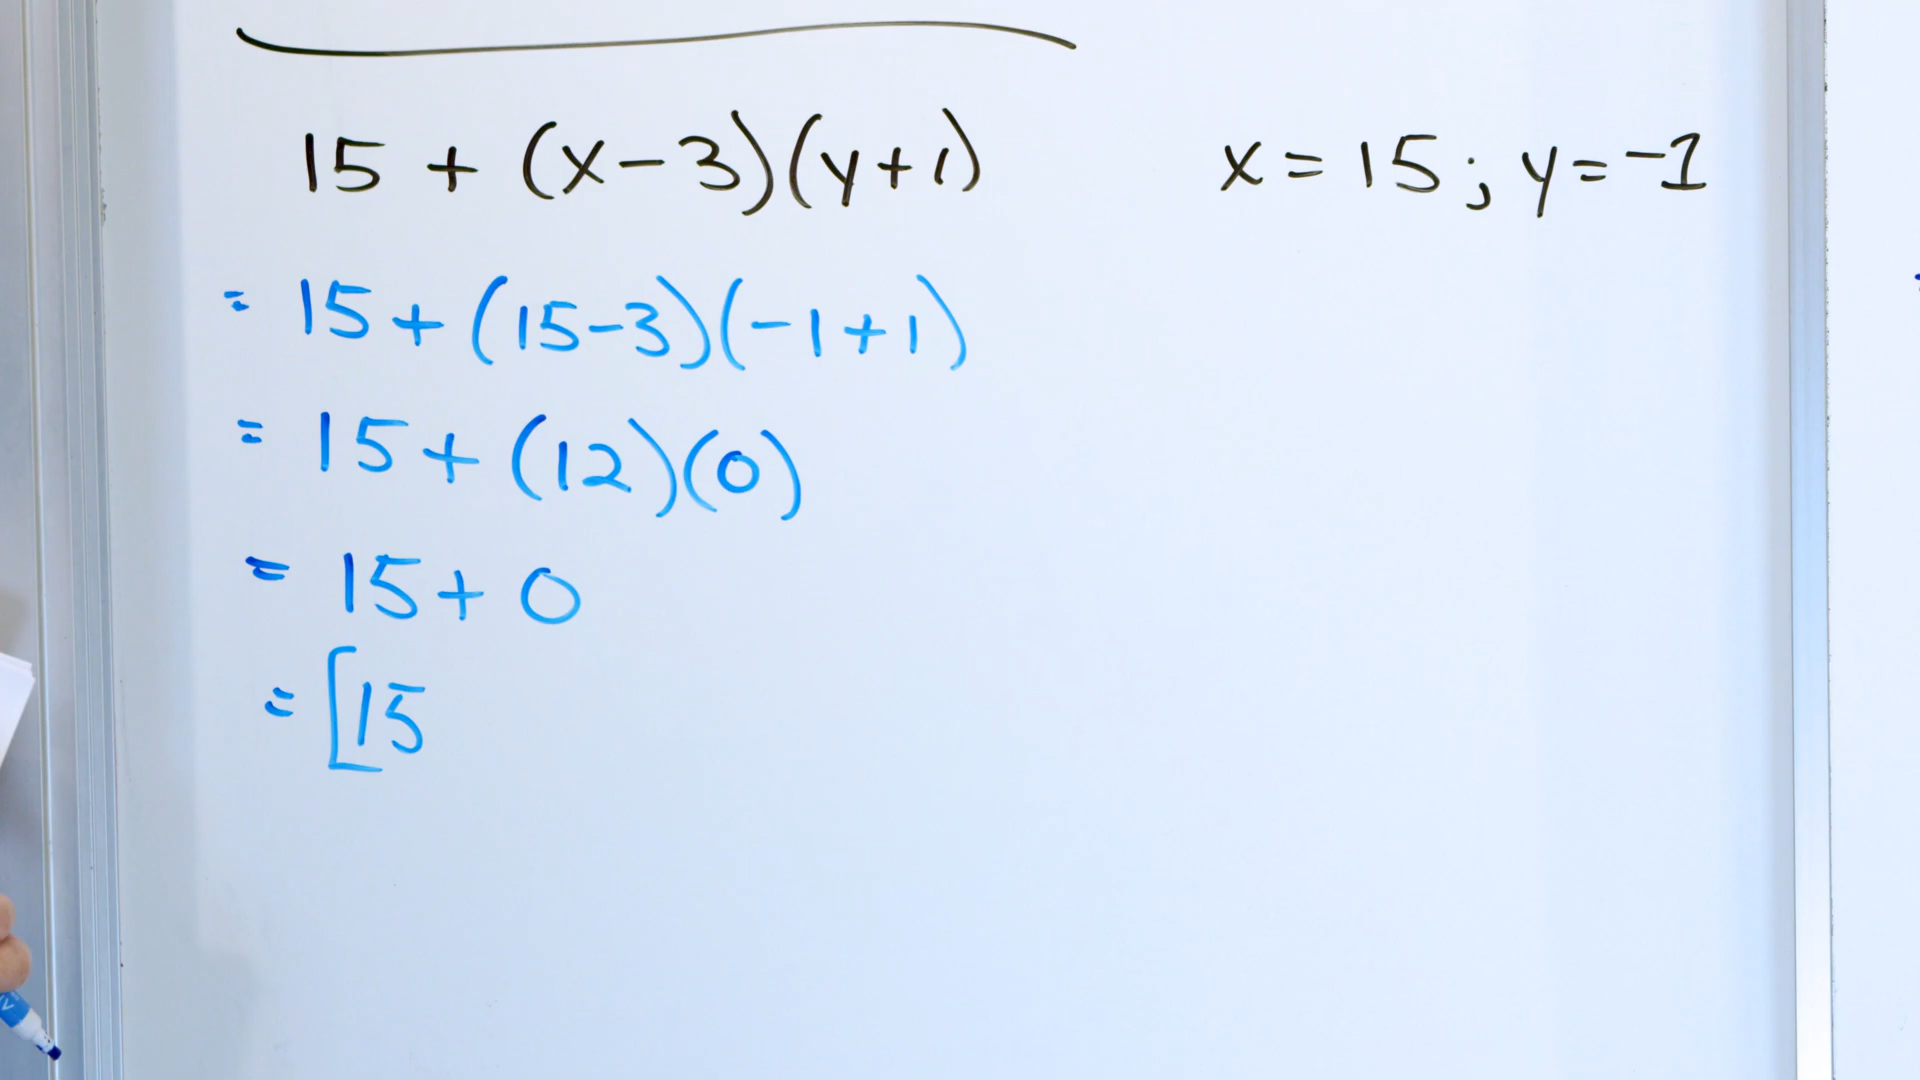 15 + (x-3)(y+1) x = 15 ; y = -1
= 15 + (15-3)(-1+1)
= 15 + (12)(0)
= 15 + 0
= [15